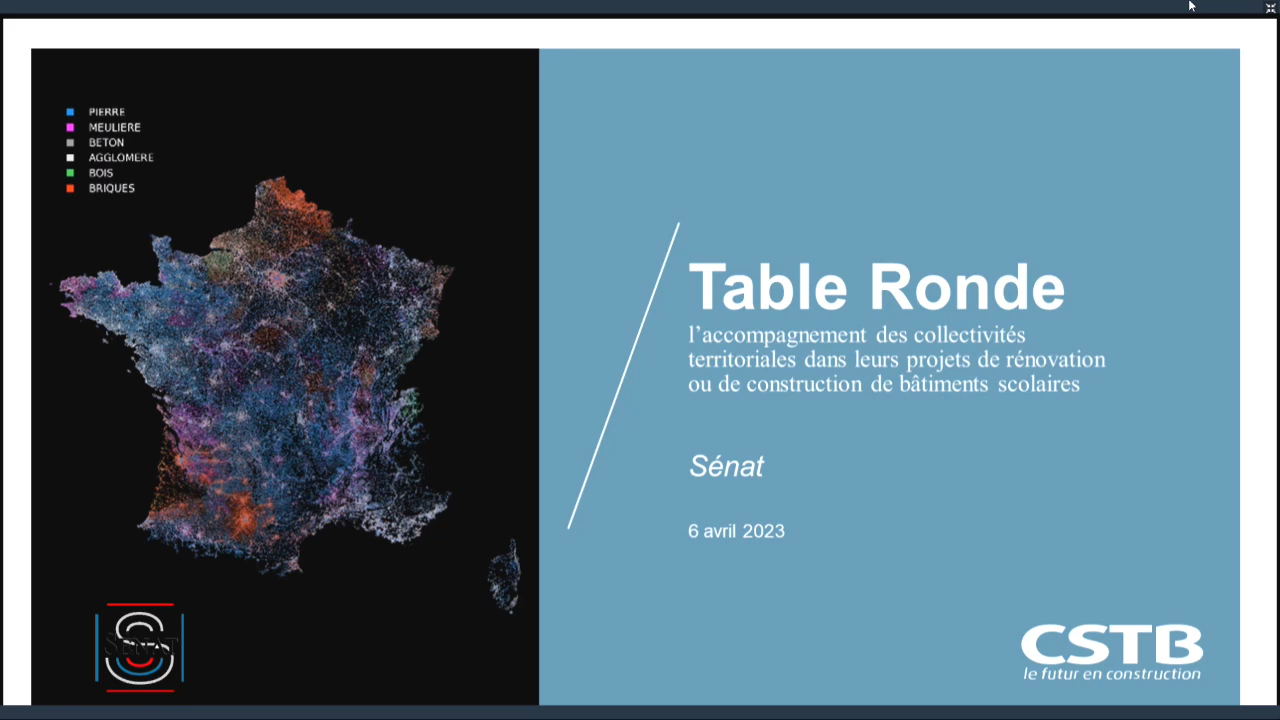 PIERRE
MEULIERE
BETON
AGGLOMERE
BOIS
BRIQUES
Table Ronde
l’accompagnement des collectivités
territoriales dans leurs projets de rénovation
ou de construction de bâtiments scolaires
Sénat
6 avril 2023
SÉNAT
CSTB
le futur en construction